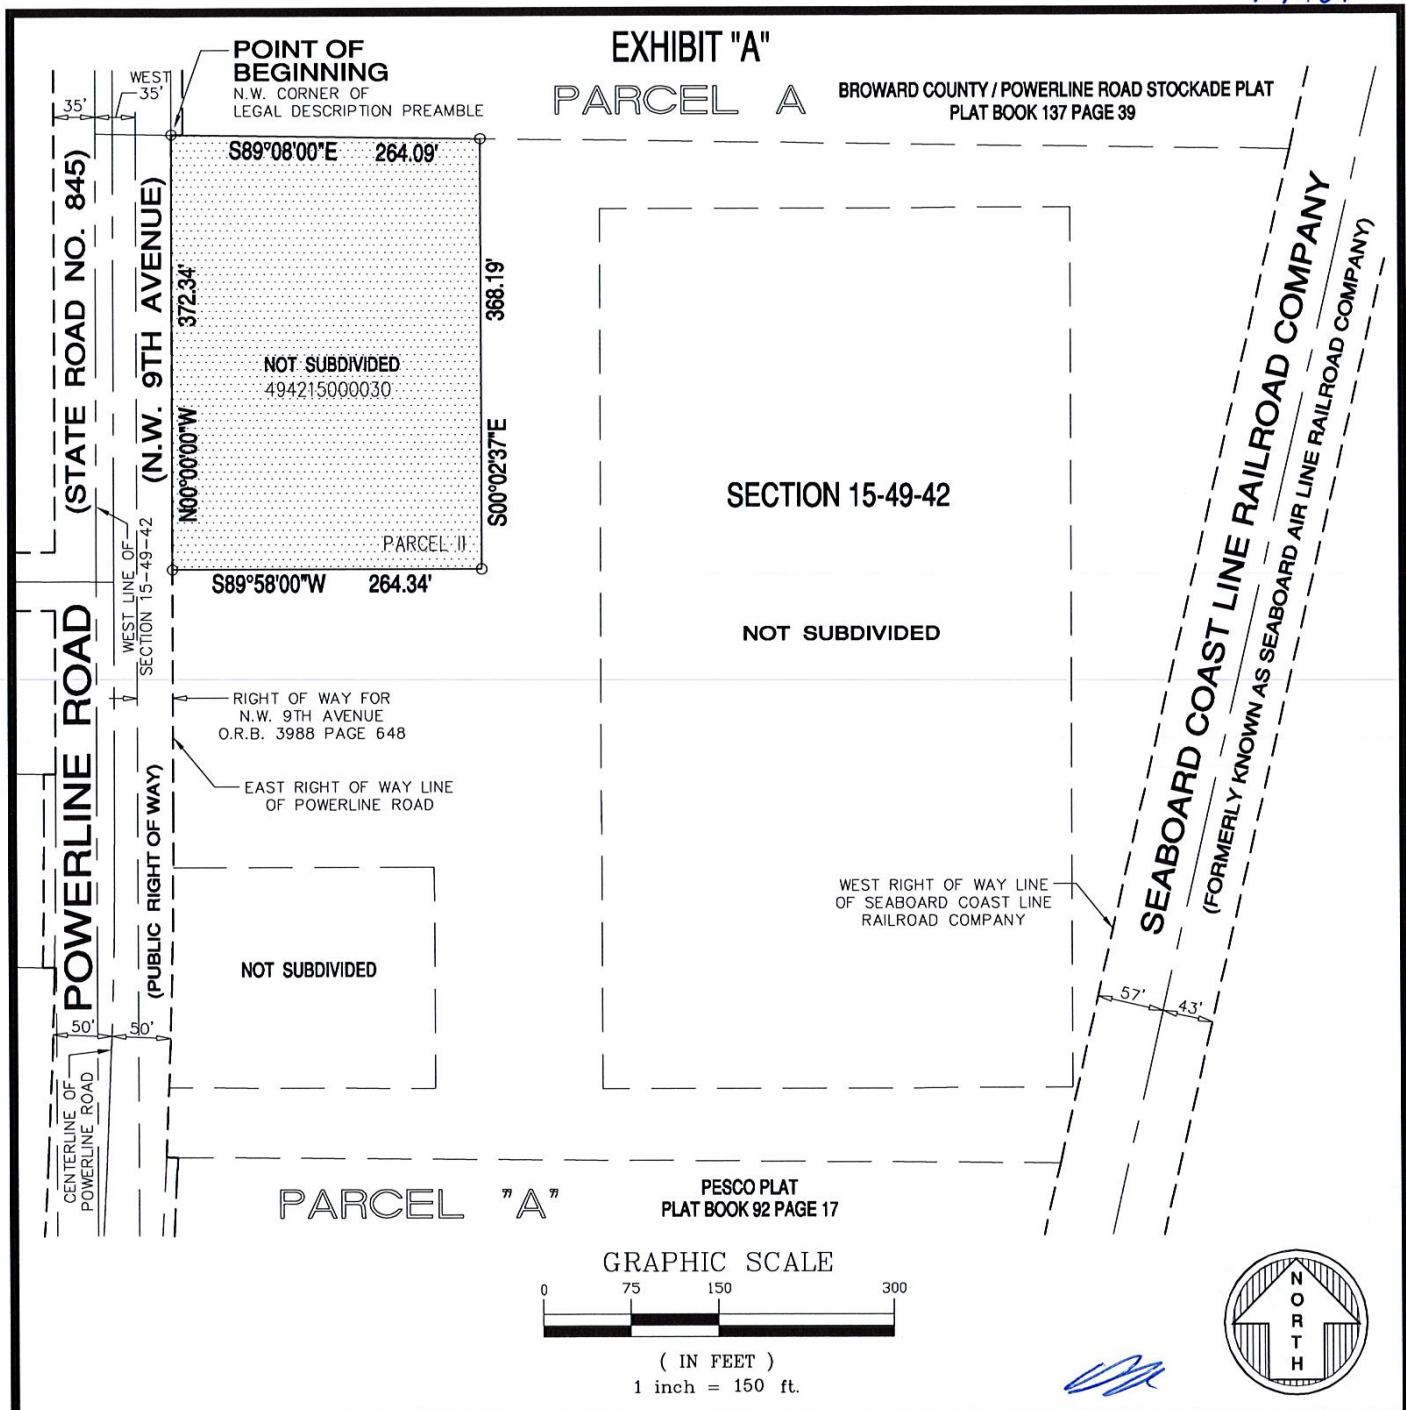 EXHIBIT "A"
POINT OF
BEGINNING
N.W. CORNER OF
LEGAL DESCRIPTION PREAMBLE
PARCEL A
BROWARD COUNTY / POWERLINE ROAD STOCKADE PLAT
PLAT BOOK 137 PAGE 39
WEST
35'
35'
S89°08'00"E 264.09'
(STATE ROAD NO. 845)
(N.W. 9TH AVENUE)
372.34'
N00°00'00"W
368.19'
S00°02'37"E
NOT SUBDIVIDED
494215000030
PARCEL II
S89°58'00"W 264.34'
WEST LINE OF
SECTION 15-49-42
SECTION 15-49-42
NOT SUBDIVIDED
SEABOARD COAST LINE RAILROAD COMPANY
(FORMERLY KNOWN AS SEABOARD AIR LINE RAILROAD COMPANY)
POWERLINE ROAD
(PUBLIC RIGHT OF WAY)
RIGHT OF WAY FOR
N.W. 9TH AVENUE
O.R.B. 3988 PAGE 648
EAST RIGHT OF WAY LINE
OF POWERLINE ROAD
WEST RIGHT OF WAY LINE
OF SEABOARD COAST LINE
RAILROAD COMPANY
NOT SUBDIVIDED
57'
43'
50'
50'
CENTERLINE OF
POWERLINE ROAD
PARCEL "A"
PESCO PLAT
PLAT BOOK 92 PAGE 17
GRAPHIC SCALE
0 75 150 300
( IN FEET )
1 inch = 150 ft.
NORTH